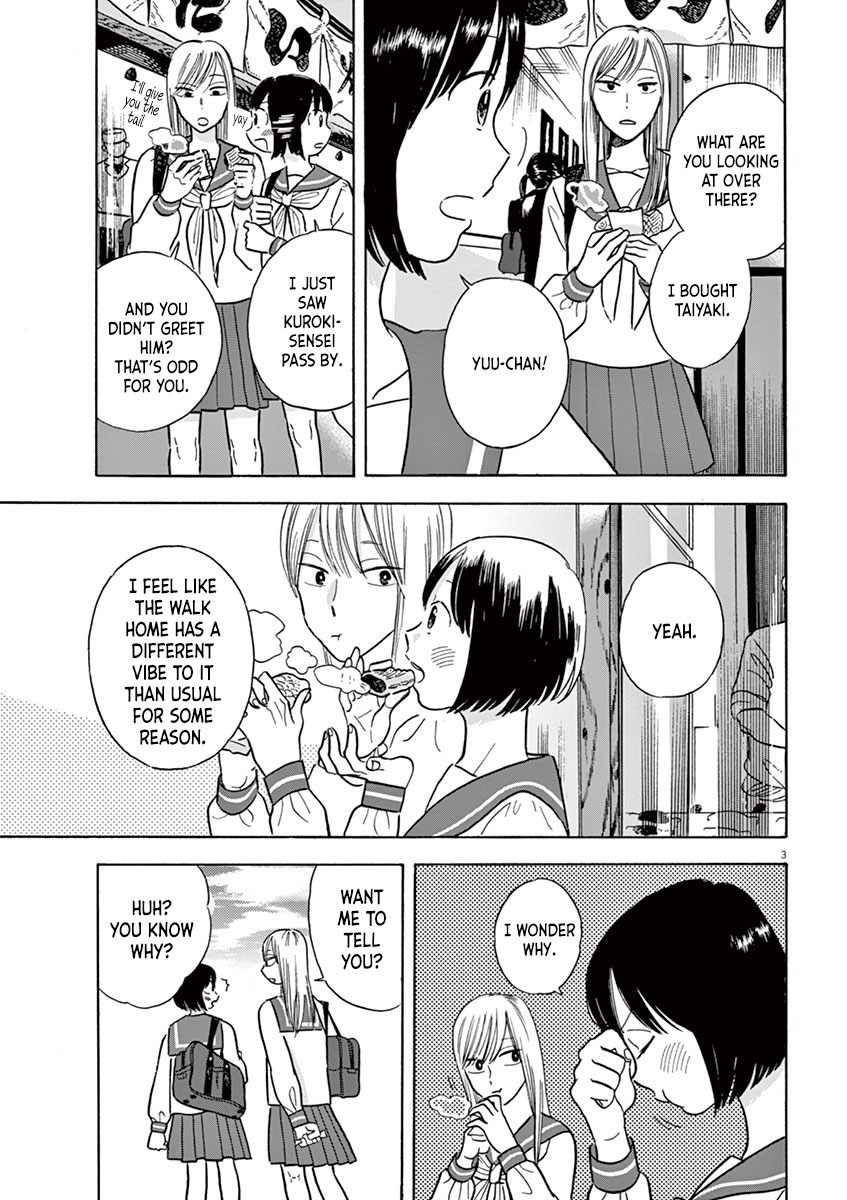 い
WHAT ARE
YOU LOOKING
AT OVER
THERE?
I BOUGHT
TAIYAKI.
YUU-CHAN!
たい
I'll give
you the
tail.
yay
I JUST
SAW
KUROKI-
SENSEI
PASS BY.
AND YOU
DIDN'T GREET
HIM?
THAT'S ODD
FOR YOU.
YEAH.
I FEEL LIKE
THE WALK
HOME HAS A
DIFFERENT
VIBE TO IT
THAN USUAL
FOR SOME
REASON.
3
I WONDER
WHY.
WANT
ME TO
TELL
YOU?
HUH?
YOU KNOW
WHY?